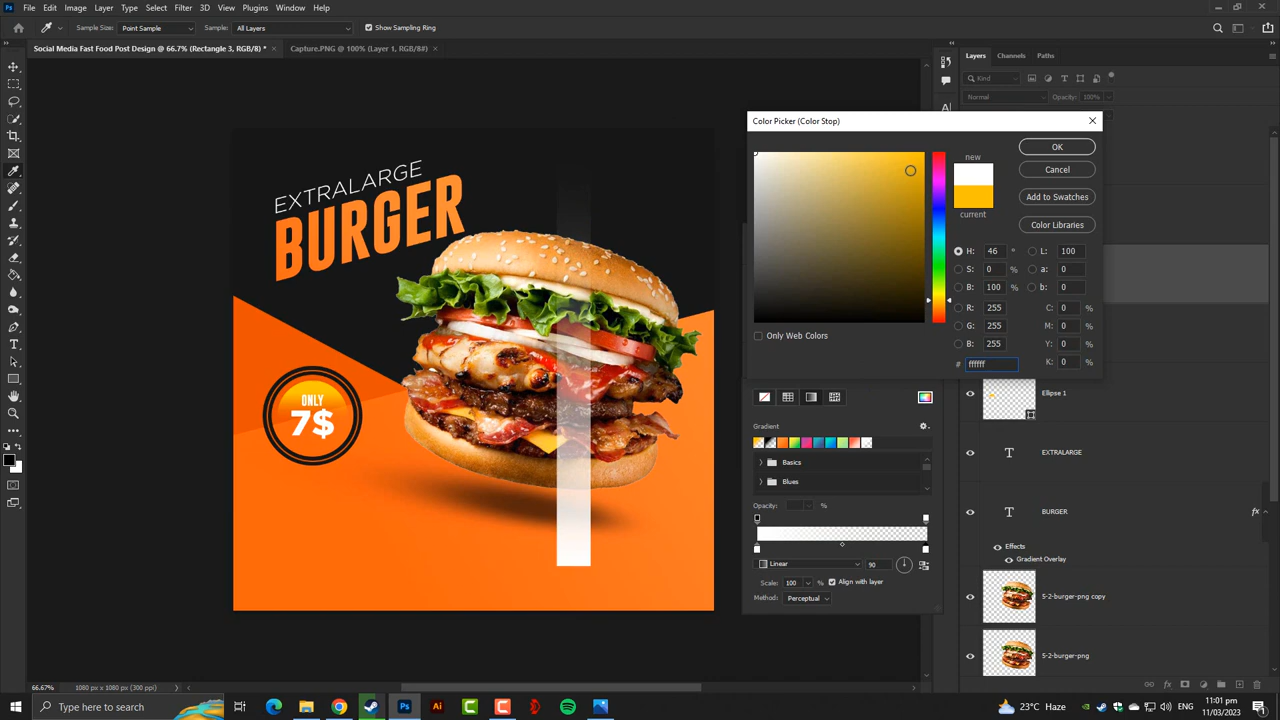 Ps File Edit Image Layer Type Select Filter 3D View Plugins Window Help
Sample Size: Point Sample Sample: All Layers Show Sampling Ring
Social Media Fast Food Post Design @ 66.7% (Rectangle 3, RGB/8) * × Capture.PNG @ 100% (Layer 1, RGB/8#) ×
Layers Channels Paths
Kind
Normal Opacity: 100%
Color Picker (Color Stop)
new
OK
Cancel
Add to Swatches
current
Color Libraries
H: 46 ° L: 100
S: 0 % a: 0
B: 100 % b: 0
R: 255 C: 0 %
G: 255 M: 0 %
B: 255 Y: 0 %
# ffffff K: 0 %
Only Web Colors
EXTRALARGE
BURGER
ONLY
7$
Gradient
Basics
Blues
Opacity: %
Linear 90
Scale: 100 % Align with layer
Method: Perceptual
Ellipse 1
EXTRALARGE
BURGER fx
Effects
Gradient Overlay
5-2-burger-png copy
5-2-burger-png
66.67% 1080 px x 1080 px (300 ppi)
Type here to search
23°C Haze
11:01 pm
11/03/2023